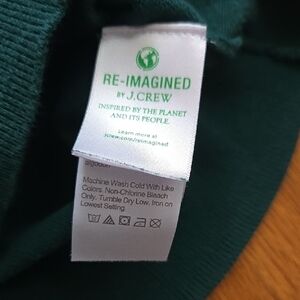 RE-IMAGINED
BY J.CREW
INSPIRED BY THE PLANET
AND ITS PEOPLE.
Learn more at
jcrew.com/reimagined
algodon
Machine Wash Cold With Like
Colors. Non-Chlorine Bleach
Only. Tumble Dry Low. Iron on
Lowest Setting.